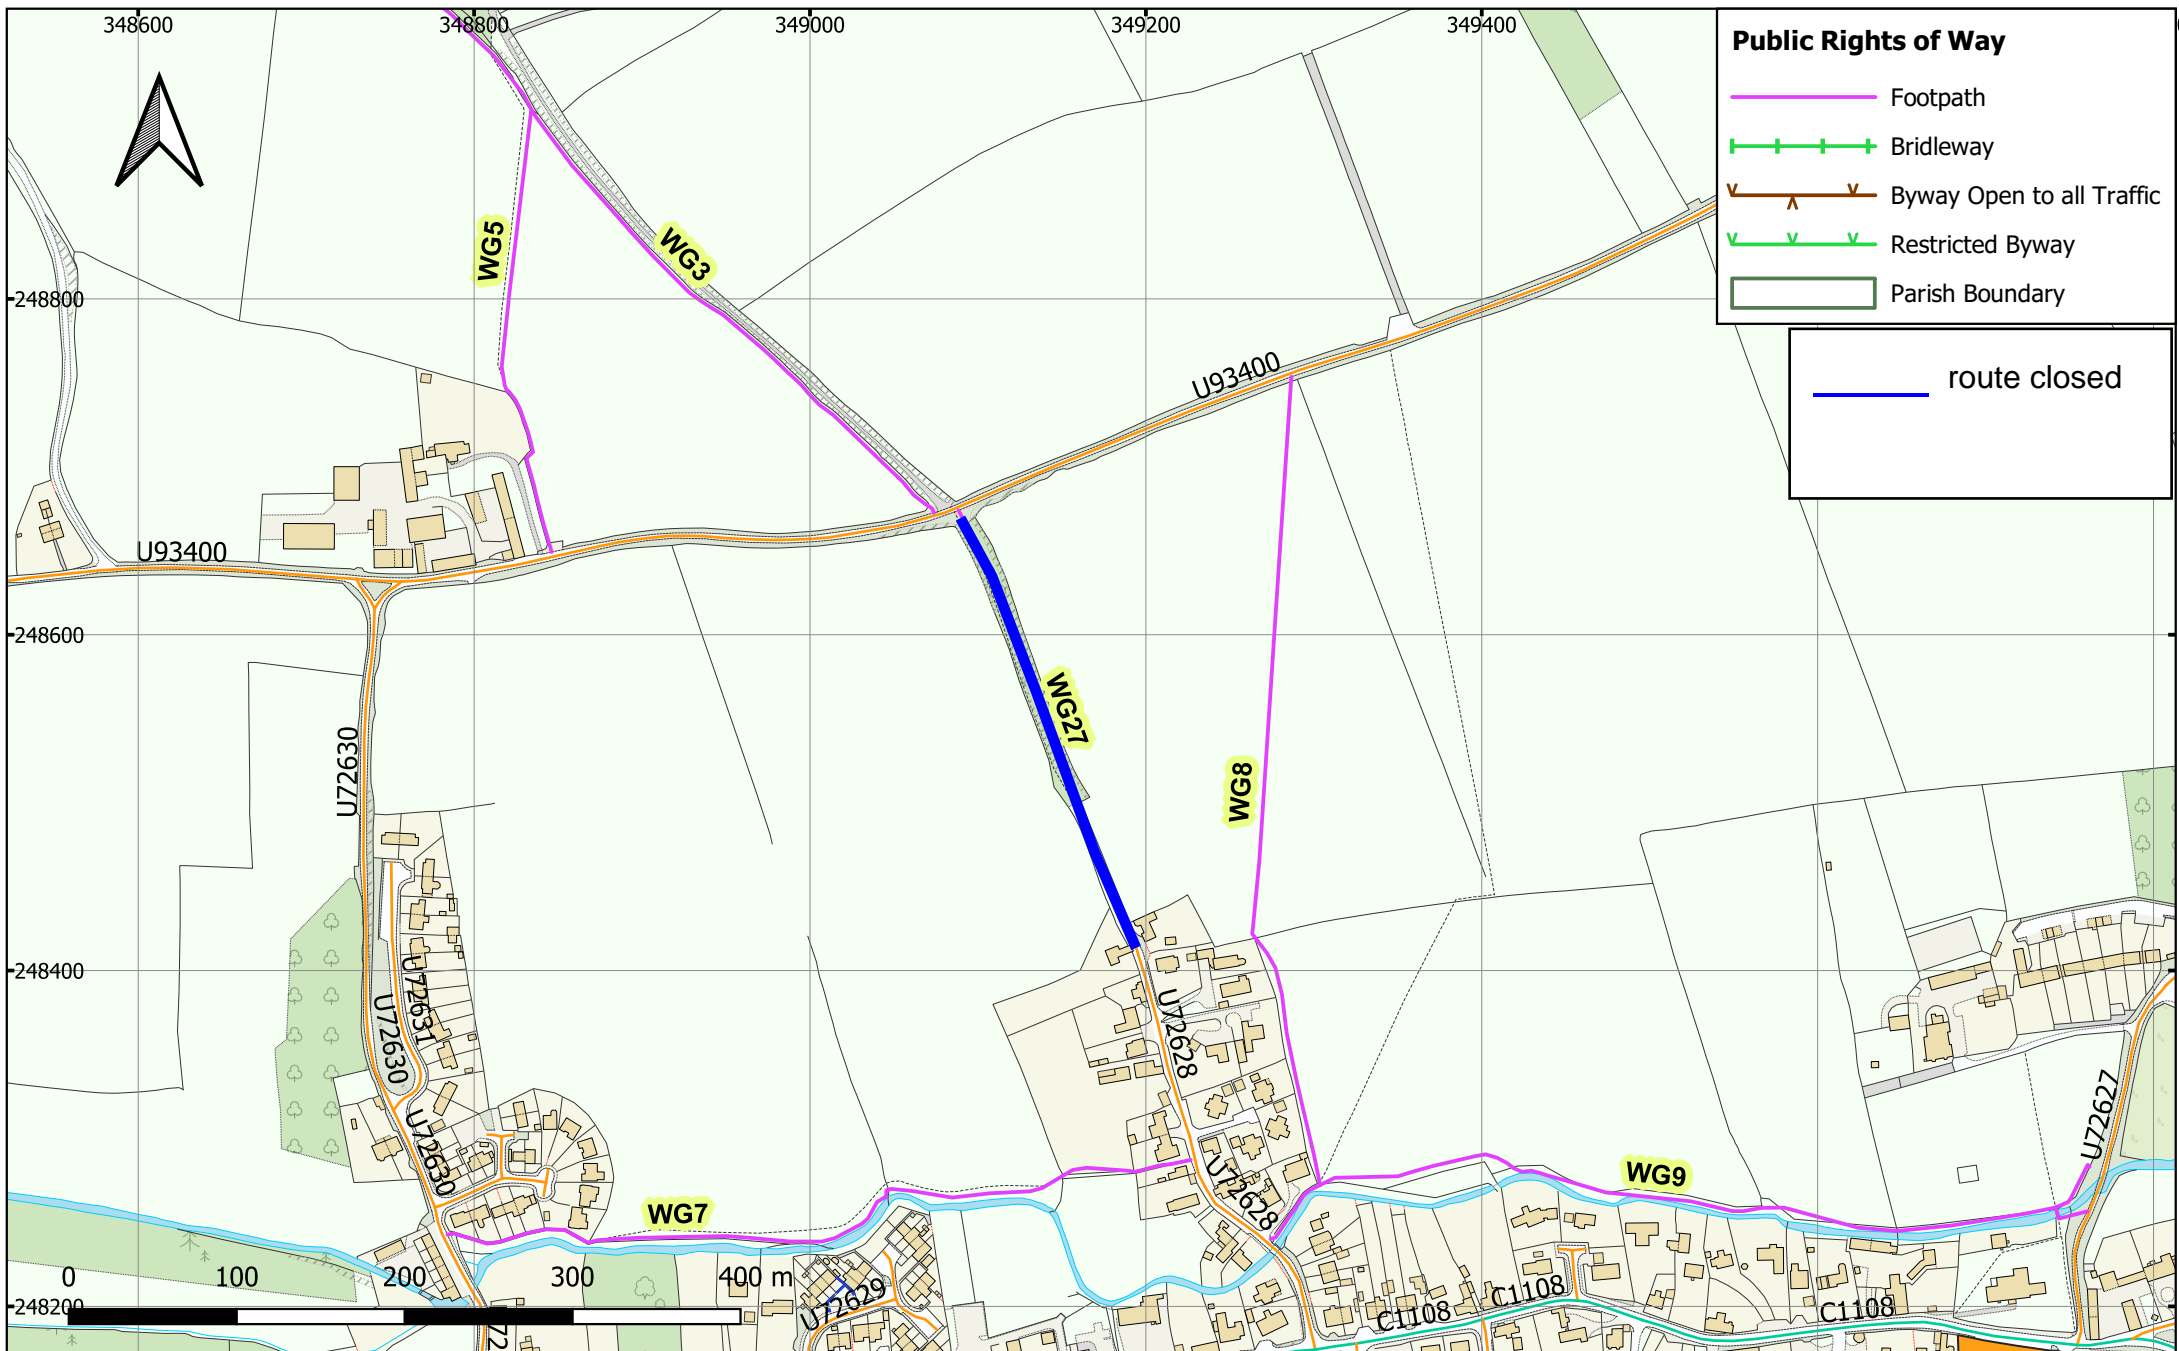 348600
348800
349000
349200
349400
Public Rights of Way
Footpath
Bridleway
Byway Open to all Traffic
Restricted Byway
Parish Boundary
route closed
WG5
WG3
248800
U93400
U93400
248600
WG27
U72630
WG8
248400
U72631
U72630
U72628
U72630
U72627
U72628
WG9
WG7
0
100
200
300
400 m
248200
U72629
C1108
C1108
C1108